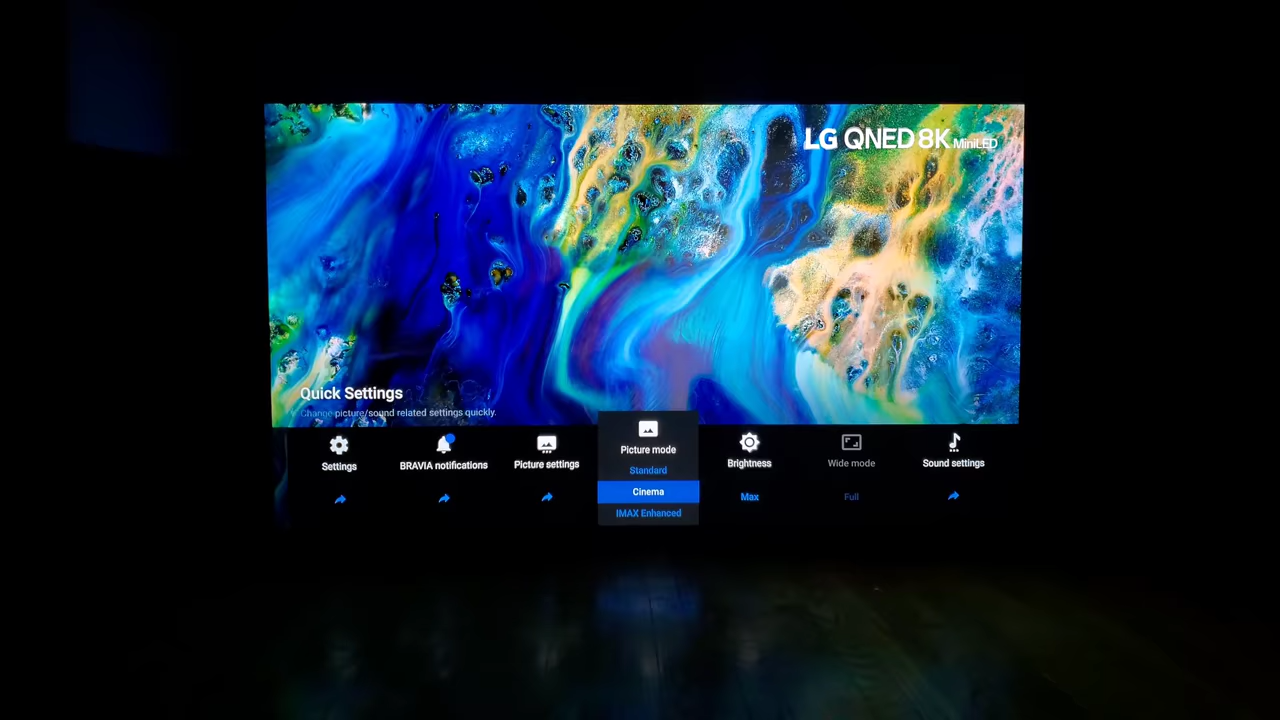 LG QNED 8K MiniLED
Quick Settings
Change picture/sound related settings quickly.
Settings
BRAVIA notifications
Picture settings
Picture mode
Standard
Cinema
IMAX Enhanced
Brightness
Max
Wide mode
Full
Sound settings